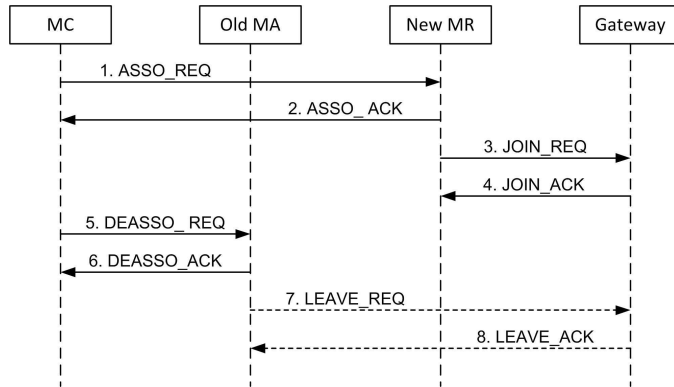 MC Old MA New MR Gateway
1. ASSO_REQ
2. ASSO_ ACK
3. JOIN_REQ
4. JOIN_ACK
5. DEASSO_ REQ
6. DEASSO_ACK
7. LEAVE_REQ
8. LEAVE_ACK